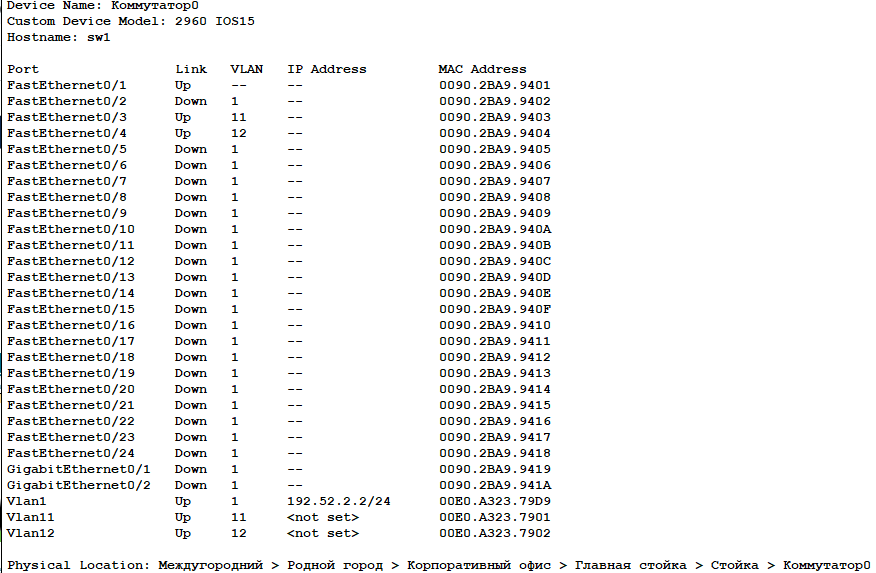 Device Name: Коммутатор0
Custom Device Model: 2960 IOS15
Hostname: sw1
Port Link VLAN IP Address MAC Address
FastEthernet0/1 Up -- -- 0090.2BA9.9401
FastEthernet0/2 Down 1 -- 0090.2BA9.9402
FastEthernet0/3 Up 11 -- 0090.2BA9.9403
FastEthernet0/4 Up 12 -- 0090.2BA9.9404
FastEthernet0/5 Down 1 -- 0090.2BA9.9405
FastEthernet0/6 Down 1 -- 0090.2BA9.9406
FastEthernet0/7 Down 1 -- 0090.2BA9.9407
FastEthernet0/8 Down 1 -- 0090.2BA9.9408
FastEthernet0/9 Down 1 -- 0090.2BA9.9409
FastEthernet0/10 Down 1 -- 0090.2BA9.940A
FastEthernet0/11 Down 1 -- 0090.2BA9.940B
FastEthernet0/12 Down 1 -- 0090.2BA9.940C
FastEthernet0/13 Down 1 -- 0090.2BA9.940D
FastEthernet0/14 Down 1 -- 0090.2BA9.940E
FastEthernet0/15 Down 1 -- 0090.2BA9.940F
FastEthernet0/16 Down 1 -- 0090.2BA9.9410
FastEthernet0/17 Down 1 -- 0090.2BA9.9411
FastEthernet0/18 Down 1 -- 0090.2BA9.9412
FastEthernet0/19 Down 1 -- 0090.2BA9.9413
FastEthernet0/20 Down 1 -- 0090.2BA9.9414
FastEthernet0/21 Down 1 -- 0090.2BA9.9415
FastEthernet0/22 Down 1 -- 0090.2BA9.9416
FastEthernet0/23 Down 1 -- 0090.2BA9.9417
FastEthernet0/24 Down 1 -- 0090.2BA9.9418
GigabitEthernet0/1 Down 1 -- 0090.2BA9.9419
GigabitEthernet0/2 Down 1 -- 0090.2BA9.941A
Vlan1 Up 1 192.52.2.2/24 00E0.A323.79D9
Vlan11 Up 11 <not set> 00E0.A323.7901
Vlan12 Up 12 <not set> 00E0.A323.7902
Physical Location: Междугородний > Родной город > Корпоративный офис > Главная стойка > Стойка > Коммутатор0